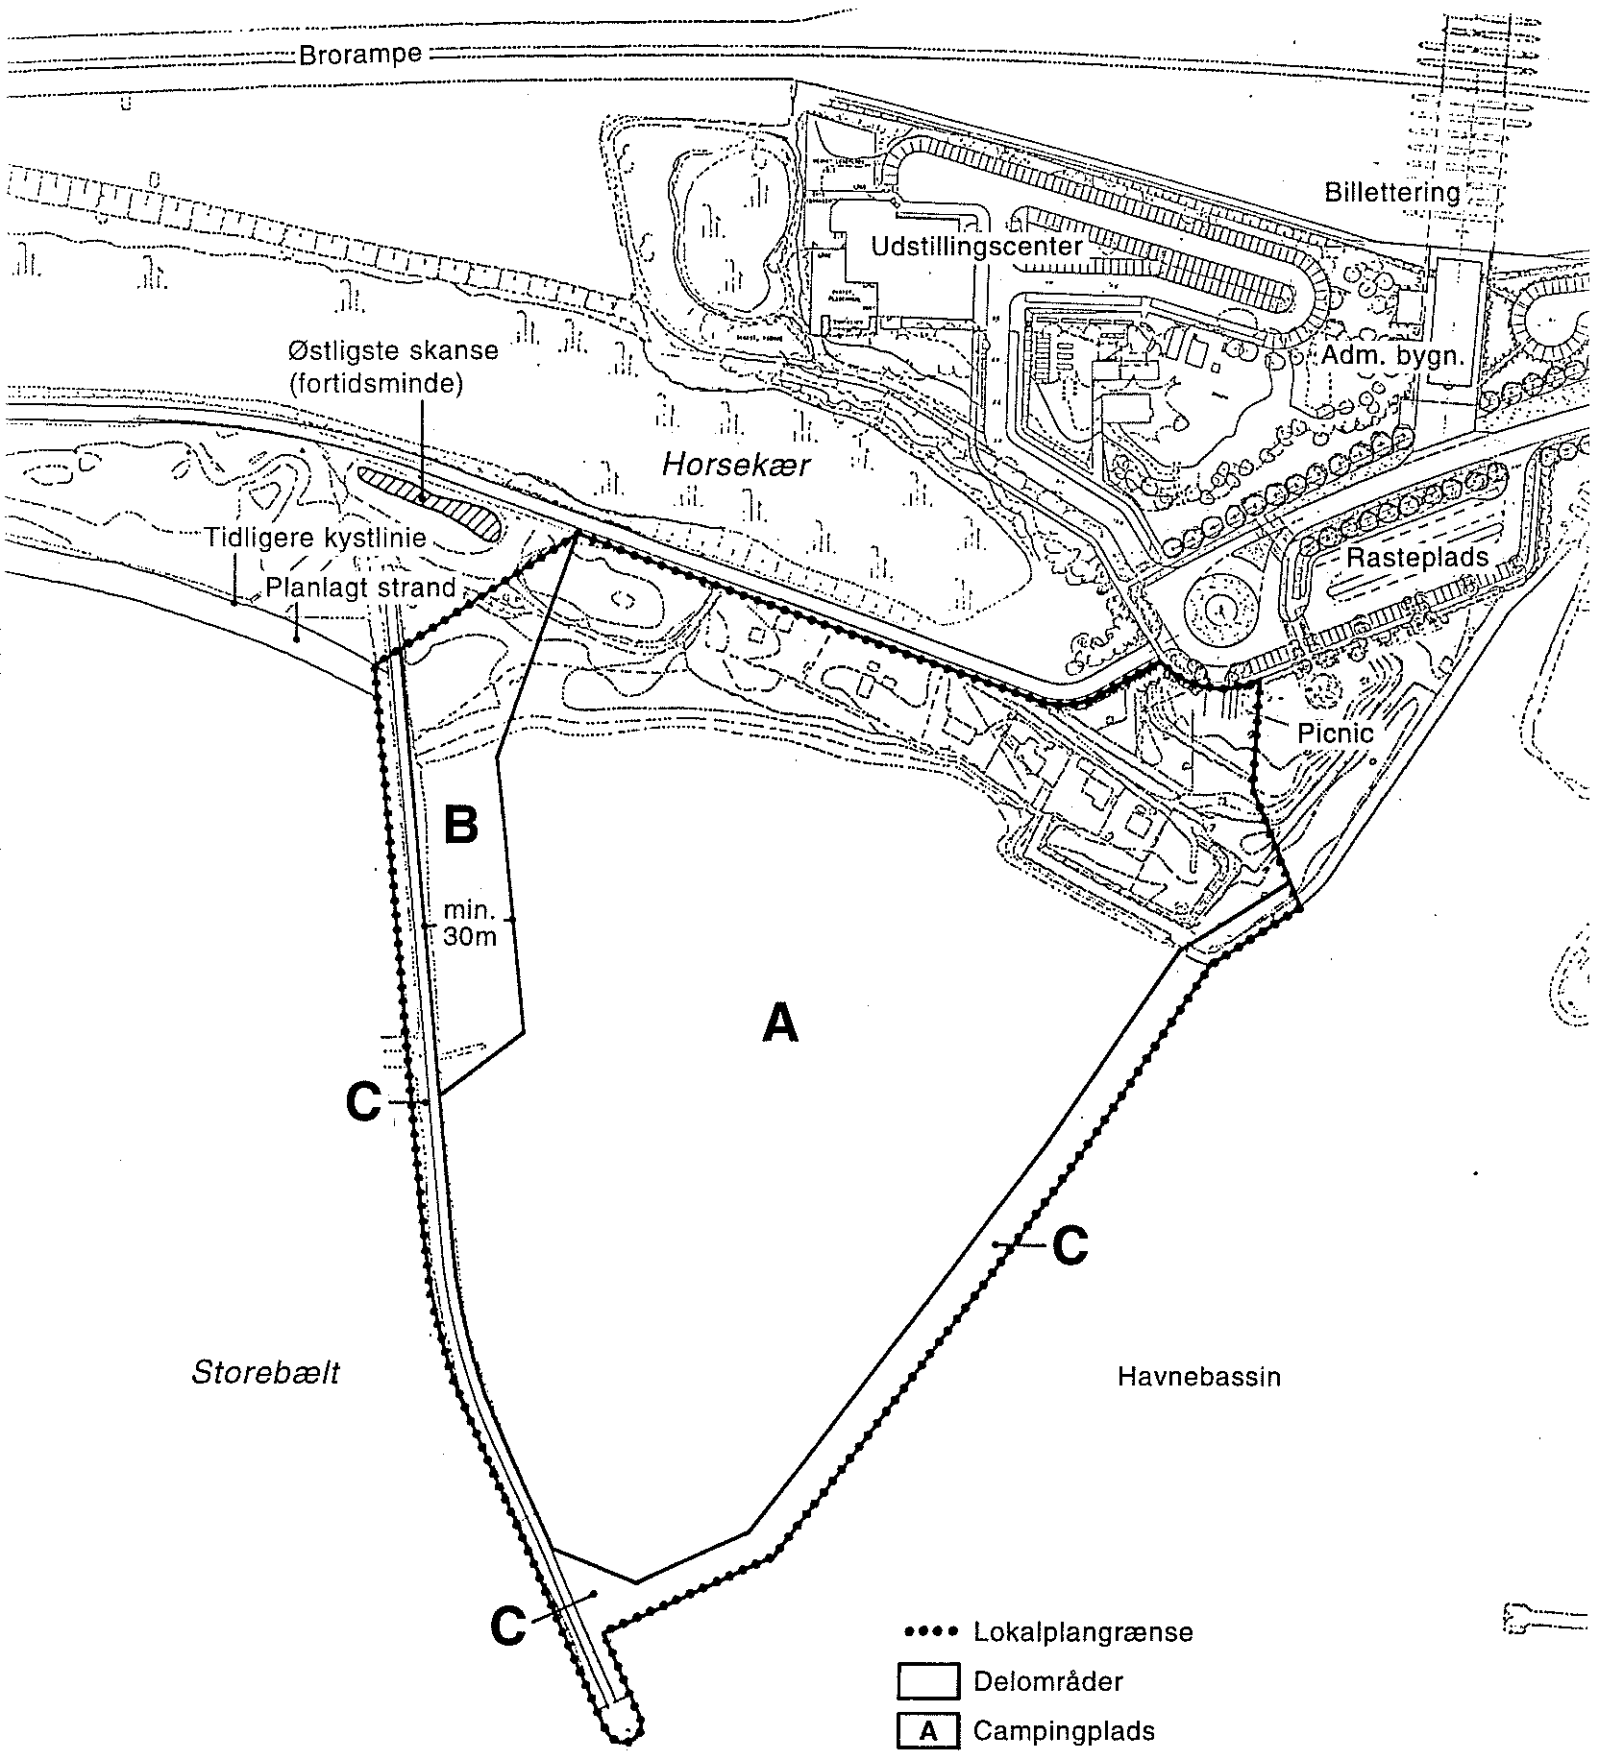 Brorampe
Billettering
Udstillingscenter
Adm. bygn.
Østligste skanse
(fortidsminde)
Horsekær
Tidligere kystlinie
Planlagt strand
Rasteplads
Picnic
B
min.
30m
A
C
C
Storebælt
Havnebassin
C
Lokalplangrænse
Delområder
A Campingplads